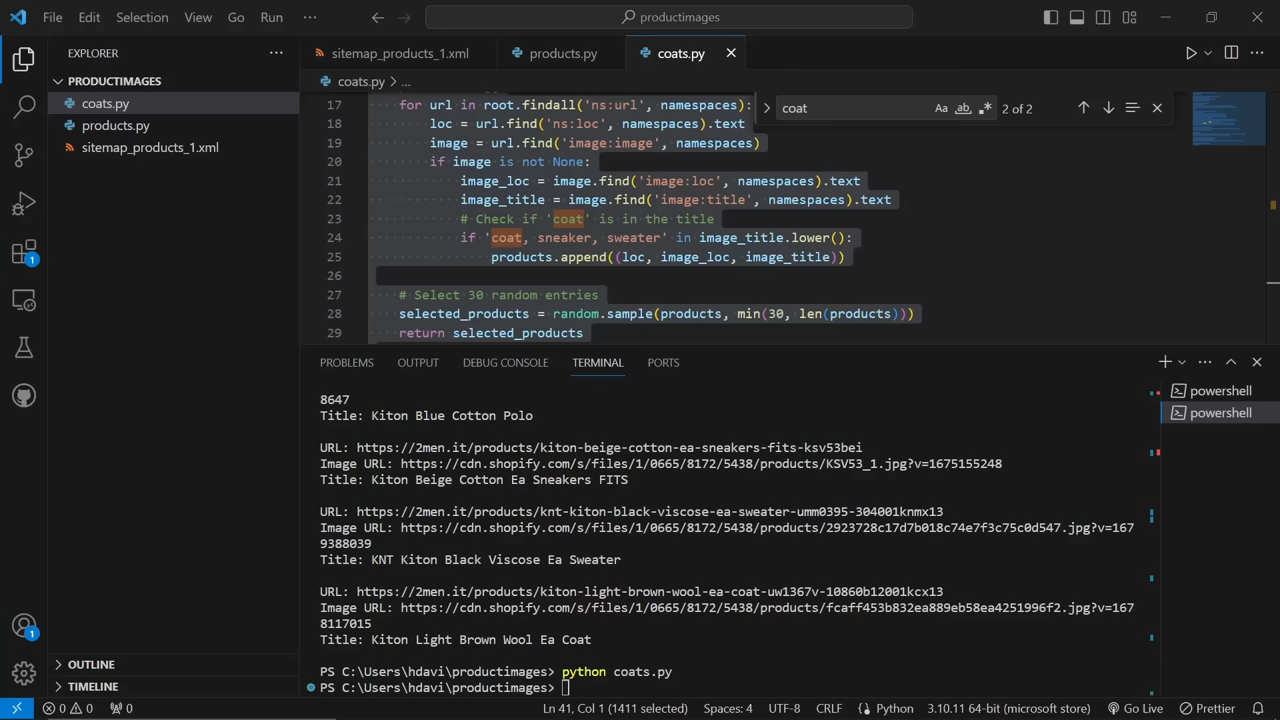 File Edit Selection View Go Run ··· productimages
EXPLORER ···
PRODUCTIMAGES
coats.py
products.py
sitemap_products_1.xml
OUTLINE
TIMELINE
1
1
sitemap_products_1.xml products.py coats.py
coats.py > ...
coat Aa ab 2 of 2
17 for url in root.findall('ns:url', namespaces):
18 loc = url.find('ns:loc', namespaces).text
19 image = url.find('image:image', namespaces)
20 if image is not None:
21 image_loc = image.find('image:loc', namespaces).text
22 image_title = image.find('image:title', namespaces).text
23 # Check if 'coat' is in the title
24 if 'coat, sneaker, sweater' in image_title.lower():
25 products.append((loc, image_loc, image_title))
26
27 # Select 30 random entries
28 selected_products = random.sample(products, min(30, len(products)))
29 return selected_products
PROBLEMS OUTPUT DEBUG CONSOLE TERMINAL PORTS
8647
Title: Kiton Blue Cotton Polo
URL: https://2men.it/products/kiton-beige-cotton-ea-sneakers-fits-ksv53bei
Image URL: https://cdn.shopify.com/s/files/1/0665/8172/5438/products/KSV53_1.jpg?v=1675155248
Title: Kiton Beige Cotton Ea Sneakers FITS
URL: https://2men.it/products/knt-kiton-black-viscose-ea-sweater-umm0395-304001knmx13
Image URL: https://cdn.shopify.com/s/files/1/0665/8172/5438/products/2923728c17d7b018c74e7f3c75c0d547.jpg?v=167
9388039
Title: KNT Kiton Black Viscose Ea Sweater
URL: https://2men.it/products/kiton-light-brown-wool-ea-coat-uw1367v-10860b12001kcx13
Image URL: https://cdn.shopify.com/s/files/1/0665/8172/5438/products/fcaff453b832ea889eb58ea4251996f2.jpg?v=167
8117015
Title: Kiton Light Brown Wool Ea Coat
PS C:\Users\hdavi\productimages> python coats.py
PS C:\Users\hdavi\productimages>
powershell
powershell
0 0 0 Ln 41, Col 1 (1411 selected) Spaces: 4 UTF-8 CRLF Python 3.10.11 64-bit (microsoft store) Go Live Prettier